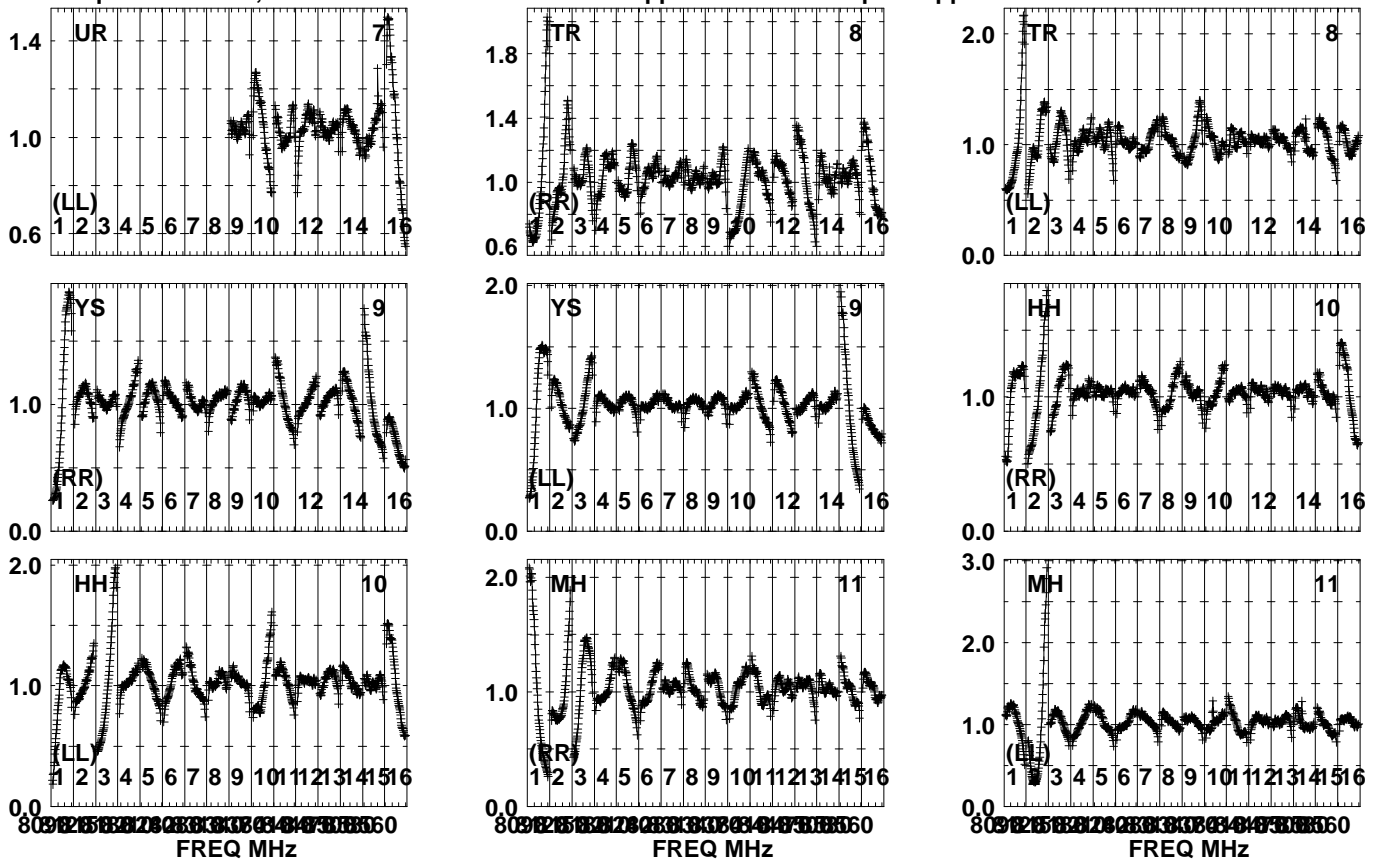 UR 7
1.4
1.0
(LL)
0.6
1 2 3 4 5 6 7 8 9 10 12 14 16
TR 8
1.8
1.4
1.0
(RR)
0.6
1 2 3 4 5 6 7 8 9 0 12 14 16
TR 8
2.0
1.0
(LL)
0.0
1 2 3 4 5 6 7 8 9 10 12 14 16
YS 9
1.0
(RR)
0.0
1 2 3 4 5 6 7 8 9 10 12 14 16
YS 9
2.0
1.0
(LL)
0.0
1 2 3 4 5 6 7 8 9 10 12 14 16
HH 10
1.0
(RR)
0.0
1 2 3 4 5 6 7 8 9 10 12 14 16
HH 10
2.0
1.0
(LL)
0.0
1 2 3 4 5 6 7 8 9 10 11 12 13 14 15 16
FREQ MHz
MH 11
2.0
1.0
(RR)
0.0
1 2 3 4 5 6 7 8 9 10 11 12 13 14 15 16
FREQ MHz
MH 11
3.0
2.0
1.0
(LL)
0.0
1 2 3 4 5 6 7 8 9 10 11 12 13 14 15 16
FREQ MHz